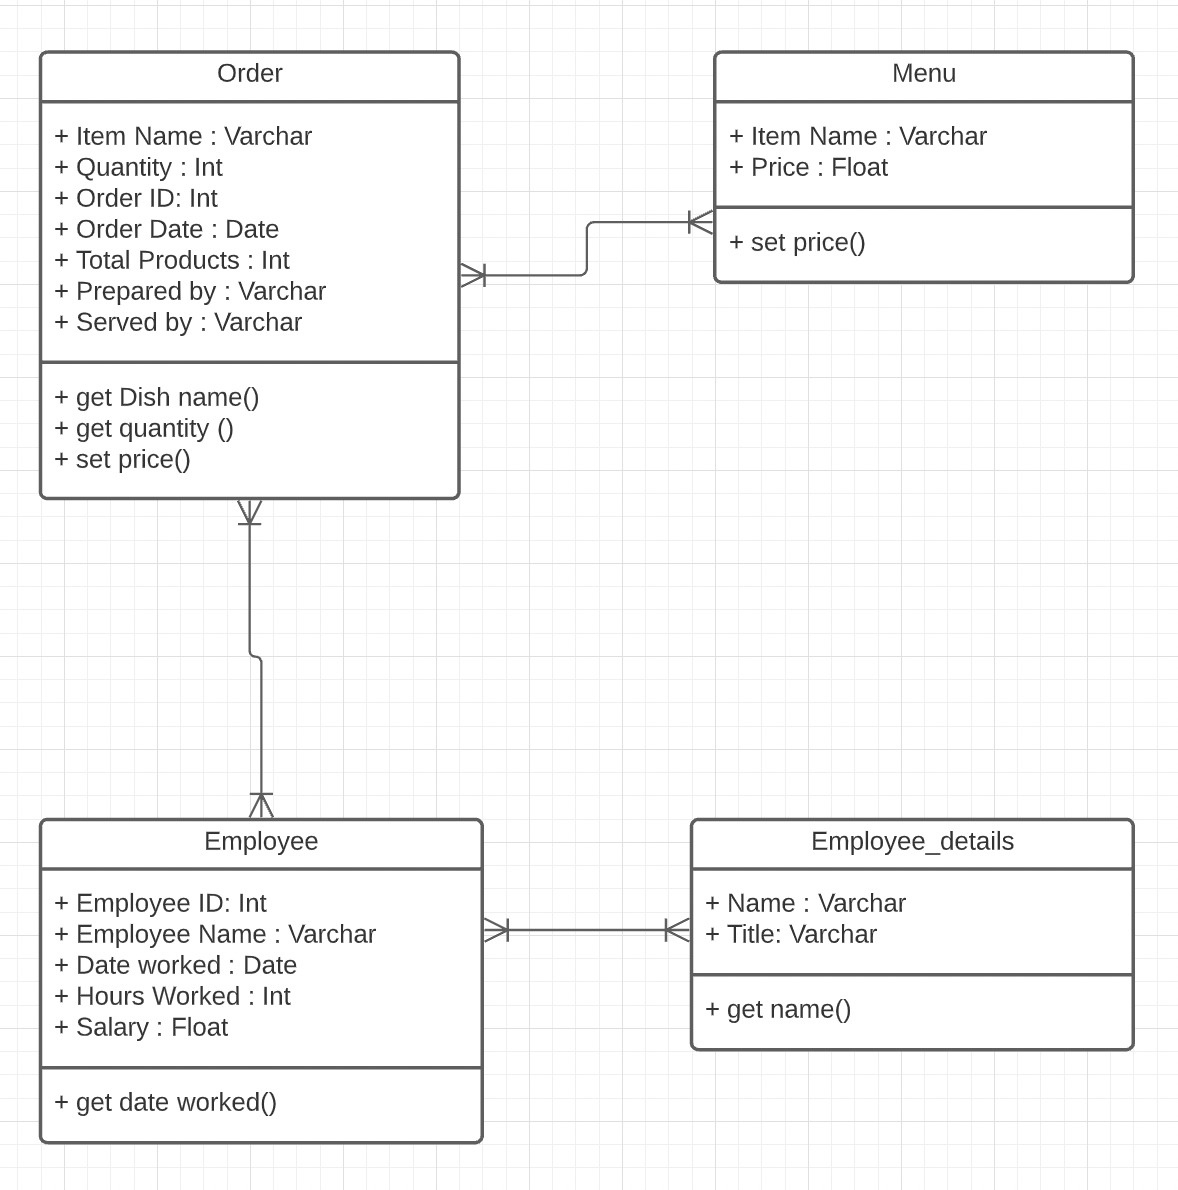 Order
+ Item Name : Varchar
+ Quantity : Int
+ Order ID: Int
+ Order Date : Date
+ Total Products : Int
+ Prepared by : Varchar
+ Served by : Varchar
+ get Dish name()
+ get quantity ()
+ set price()
Menu
+ Item Name : Varchar
+ Price : Float
+ set price()
Employee
+ Employee ID: Int
+ Employee Name : Varchar
+ Date worked : Date
+ Hours Worked : Int
+ Salary : Float
+ get date worked()
Employee_details
+ Name : Varchar
+ Title: Varchar
+ get name()